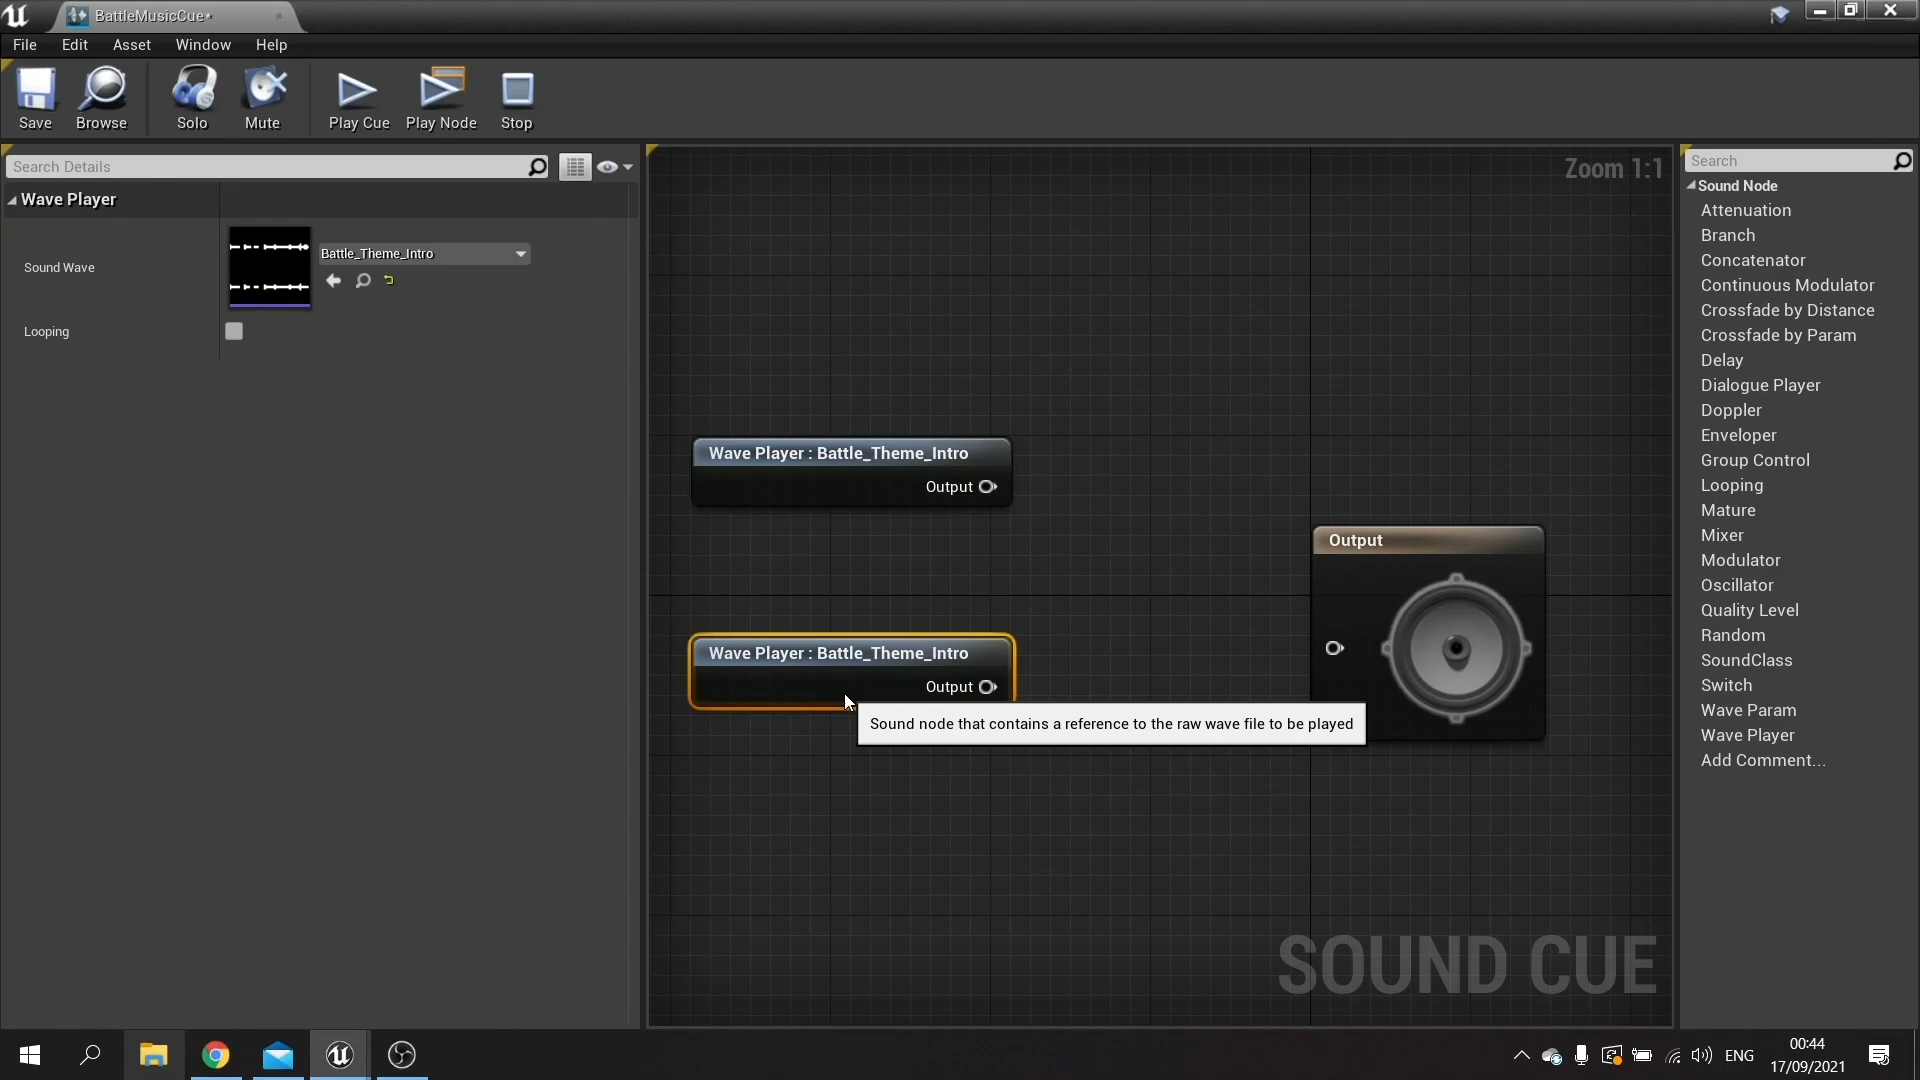 BattleMusicCue*
File Edit Asset Window Help
Save Browse Solo Mute Play Cue Play Node Stop
Search Details
Wave Player
Sound Wave
Battle_Theme_Intro
Looping
Zoom 1:1
Wave Player : Battle_Theme_Intro
Output
Wave Player : Battle_Theme_Intro
Output
Sound node that contains a reference to the raw wave file to be played
Output
SOUND CUE
Search
Sound Node
Attenuation
Branch
Concatenator
Continuous Modulator
Crossfade by Distance
Crossfade by Param
Delay
Dialogue Player
Doppler
Enveloper
Group Control
Looping
Mature
Mixer
Modulator
Oscillator
Quality Level
Random
SoundClass
Switch
Wave Param
Wave Player
Add Comment...
ENG
00:44
17/09/2021